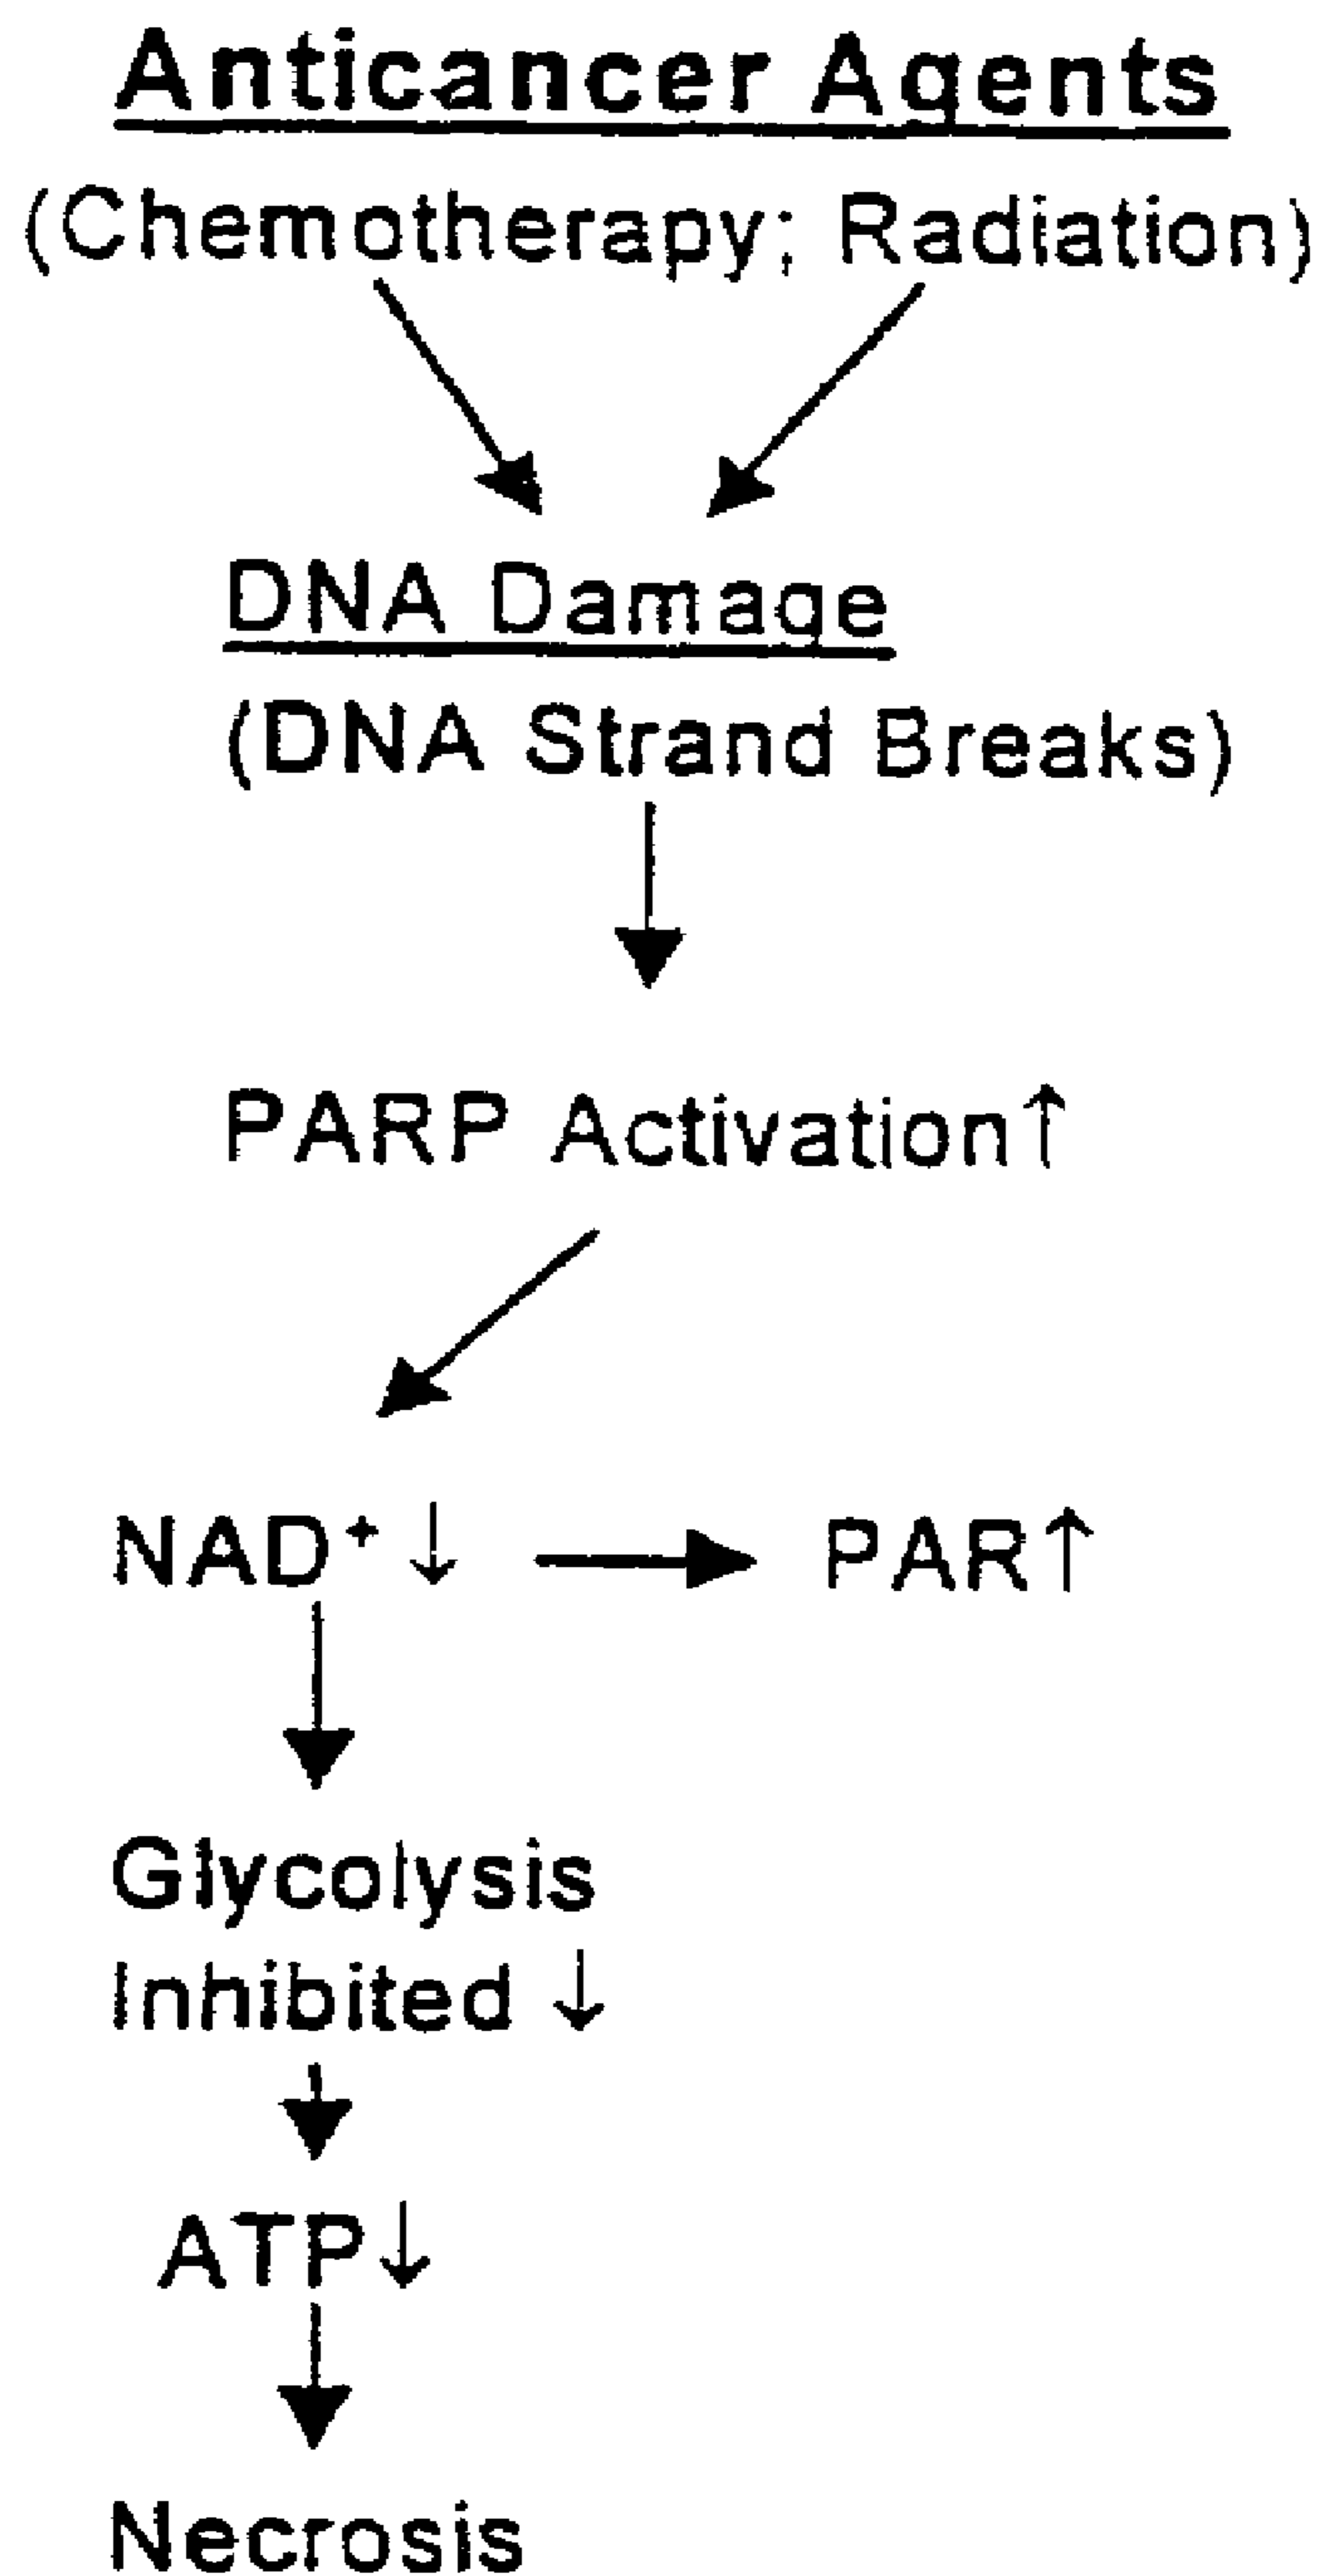 Anticancer Agents
(Chemotherapy; Radiation)
DNA Damage
(DNA Strand Breaks)
PARP Activation↑
NAD⁺ ↓ → PAR↑
Glycolysis
Inhibited ↓
ATP↓
Necrosis